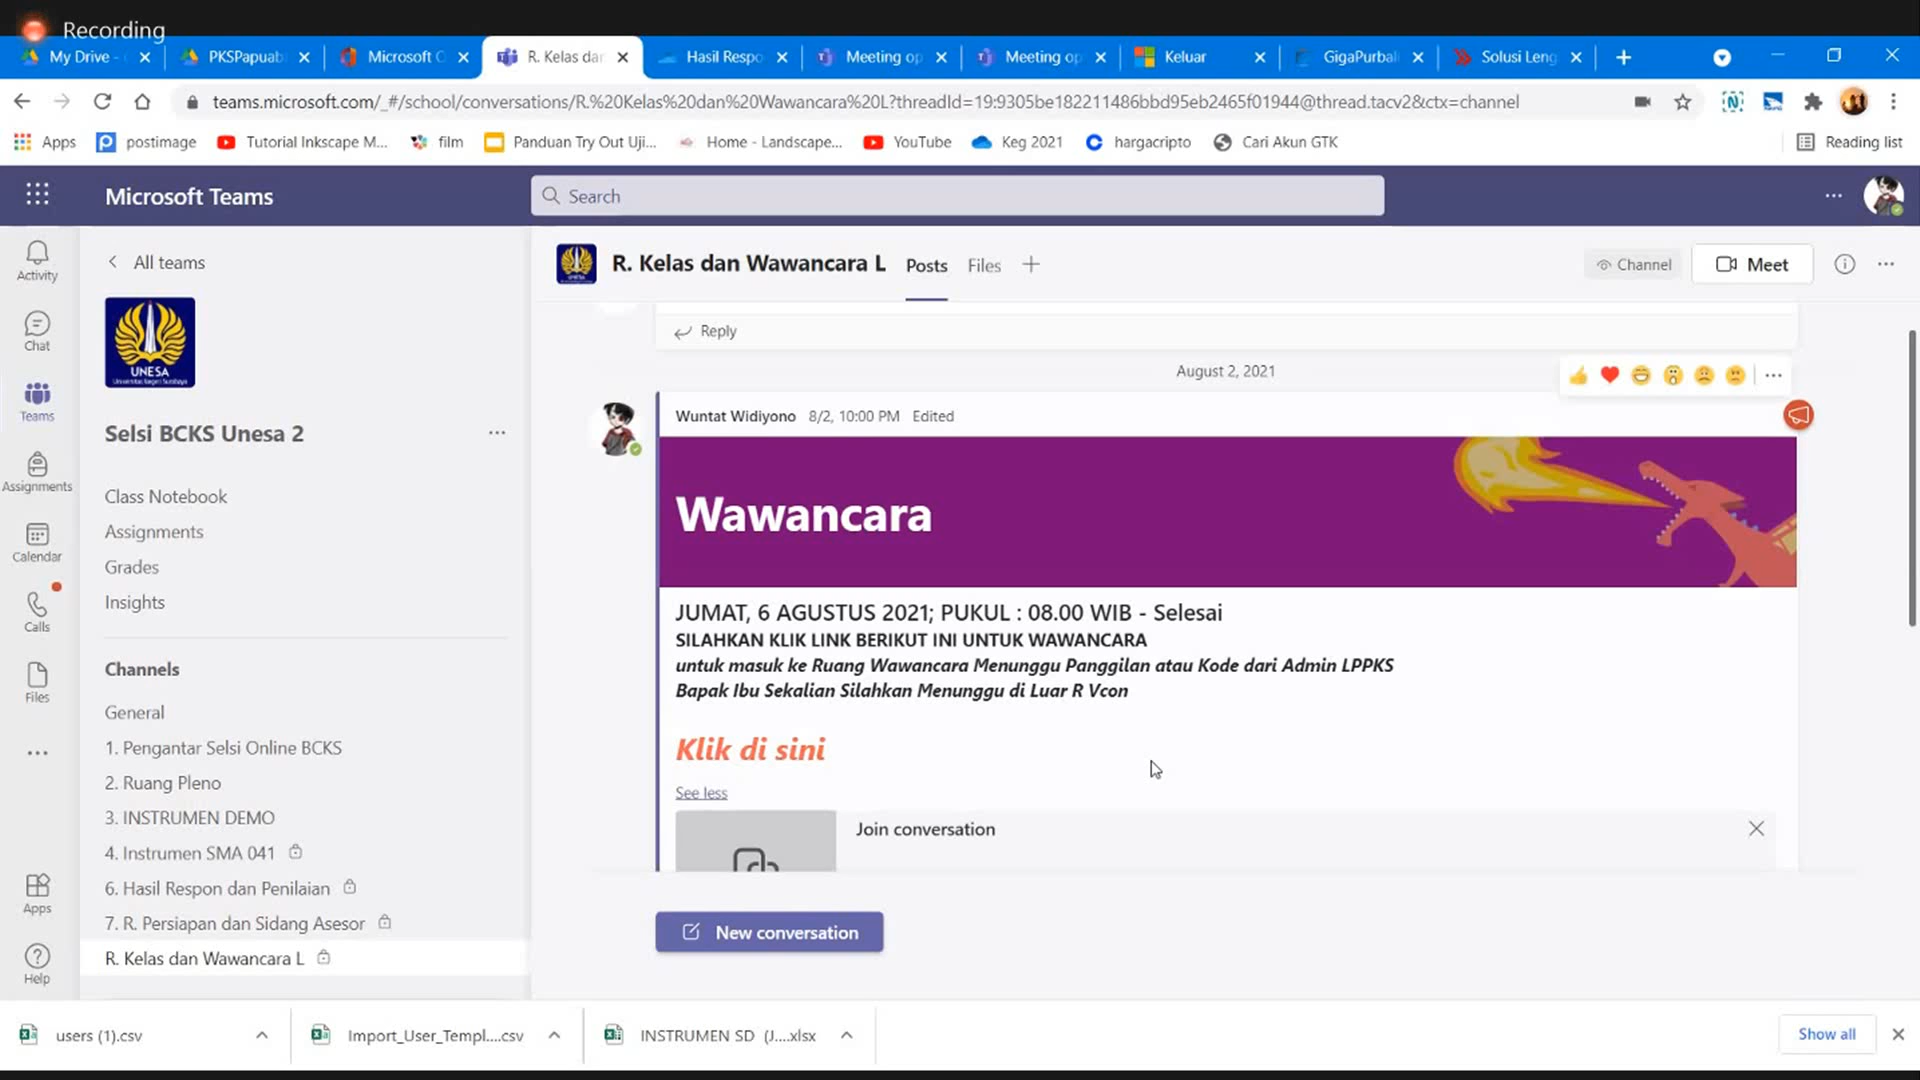 Recording
My Drive -
PKSPapuab
Microsoft O
R. Kelas dan
Hasil Respo
Meeting op
Meeting op
Keluar
GigaPurbal
Solusi Leng
teams.microsoft.com/_#/school/conversations/R.%20Kelas%20dan%20Wawancara%20L?threadId=19:9305be182211486bbd95eb2465f01944@thread.tacv2&ctx=channel
Apps
postimage
Tutorial Inkscape M...
film
Panduan Try Out Uji...
Home - Landscape...
YouTube
Keg 2021
hargacripto
Cari Akun GTK
Reading list
Microsoft Teams
Search
Activity
Chat
Teams
Assignments
Calendar
Calls
Files
Apps
Help
All teams
UNESA
Universitas Negeri Surabaya
Selsi BCKS Unesa 2
Class Notebook
Assignments
Grades
Insights
Channels
General
1. Pengantar Selsi Online BCKS
2. Ruang Pleno
3. INSTRUMEN DEMO
4. Instrumen SMA 041
6. Hasil Respon dan Penilaian
7. R. Persiapan dan Sidang Asesor
R. Kelas dan Wawancara L
UNESA
R. Kelas dan Wawancara L
Posts
Files
Channel
Meet
Reply
August 2, 2021
Wuntat Widiyono 8/2, 10:00 PM Edited
Wawancara
JUMAT, 6 AGUSTUS 2021; PUKUL : 08.00 WIB - Selesai
SILAHKAN KLIK LINK BERIKUT INI UNTUK WAWANCARA
untuk masuk ke Ruang Wawancara Menunggu Panggilan atau Kode dari Admin LPPKS
Bapak Ibu Sekalian Silahkan Menunggu di Luar R Vcon
Klik di sini
See less
Join conversation
New conversation
users (1).csv
Import_User_Templ....csv
INSTRUMEN SD (J....xlsx
Show all